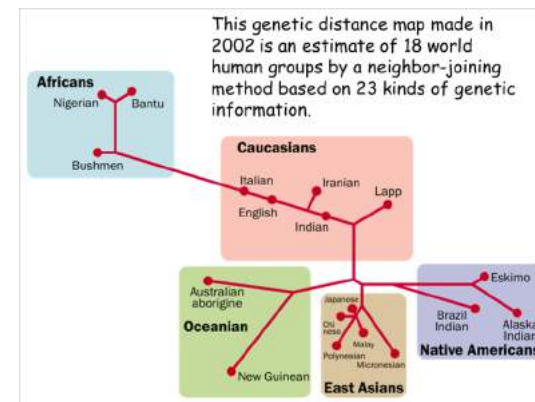 This genetic distance map made in
2002 is an estimate of 18 world
human groups by a neighbor-joining
method based on 23 kinds of genetic
information.
Africans
Nigerian
Bantu
Bushmen
Caucasians
Italian
Iranian
Lapp
English
Indian
Australian
aborigine
Oceanian
New Guinean
Japanese
Chi
nese
Malay
Polynesian
Micronesian
East Asians
Eskimo
Brazil
Indian
Alaska
Indian
Native Americans